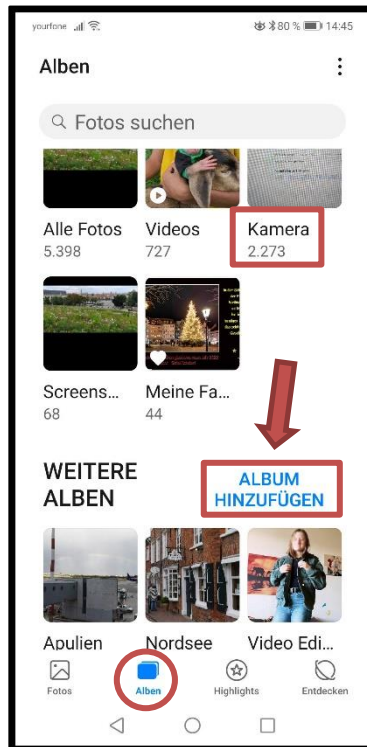 yourfone 80 % 14:45
Alben
Fotos suchen
Alle Fotos Videos Kamera
5.398 727 2.273
Screens... Meine Fa...
68 44
WEITERE ALBUM
ALBEN HINZUFÜGEN
Apulien Nordsee Video Edi...
Fotos Alben Highlights Entdecken